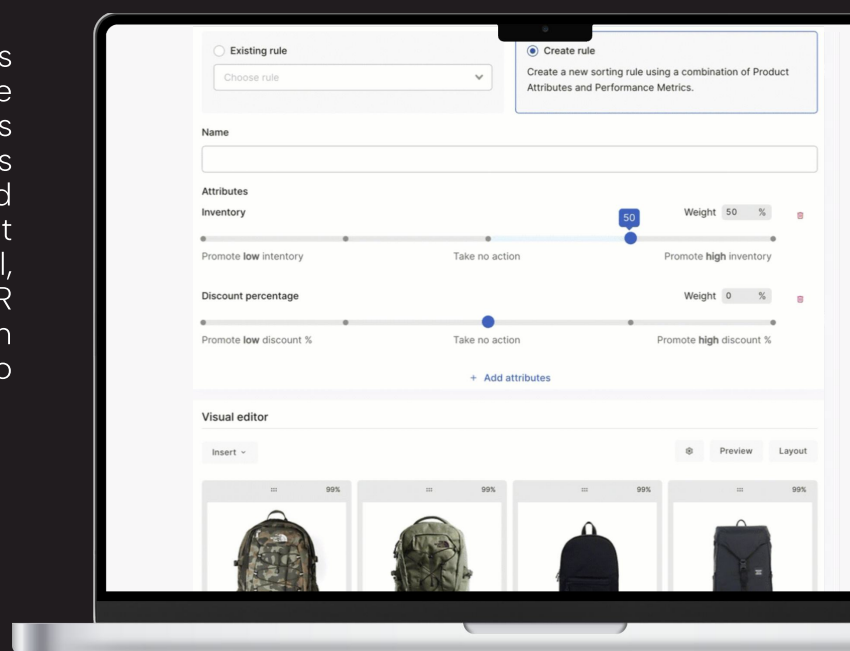 s
e
s
s
d
t
l,
R
n
o
Existing rule
Choose rule
Create rule
Create a new sorting rule using a combination of Product
Attributes and Performance Metrics.
Name
Attributes
Inventory
50
Weight 50 %
Promote low intentory
Take no action
Promote high inventory
Discount percentage
Weight 0 %
Promote low discount %
Take no action
Promote high discount %
+ Add attributes
Visual editor
Insert
Preview
Layout
99%
99%
99%
99%